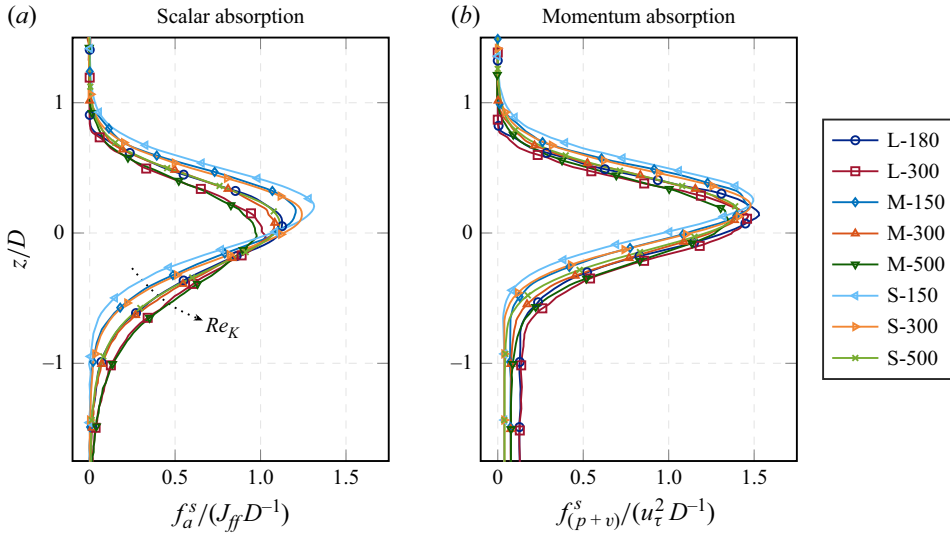 (a) Scalar absorption
(b) Momentum absorption
1
0
−1
z/D
Re_K
0 0.5 1.0 1.5
0 0.5 1.0 1.5
f_a^s/(J_ff D^−1)
f_(p + v)^s/(u_τ^2 D^−1)
L-180
L-300
M-150
M-300
M-500
S-150
S-300
S-500